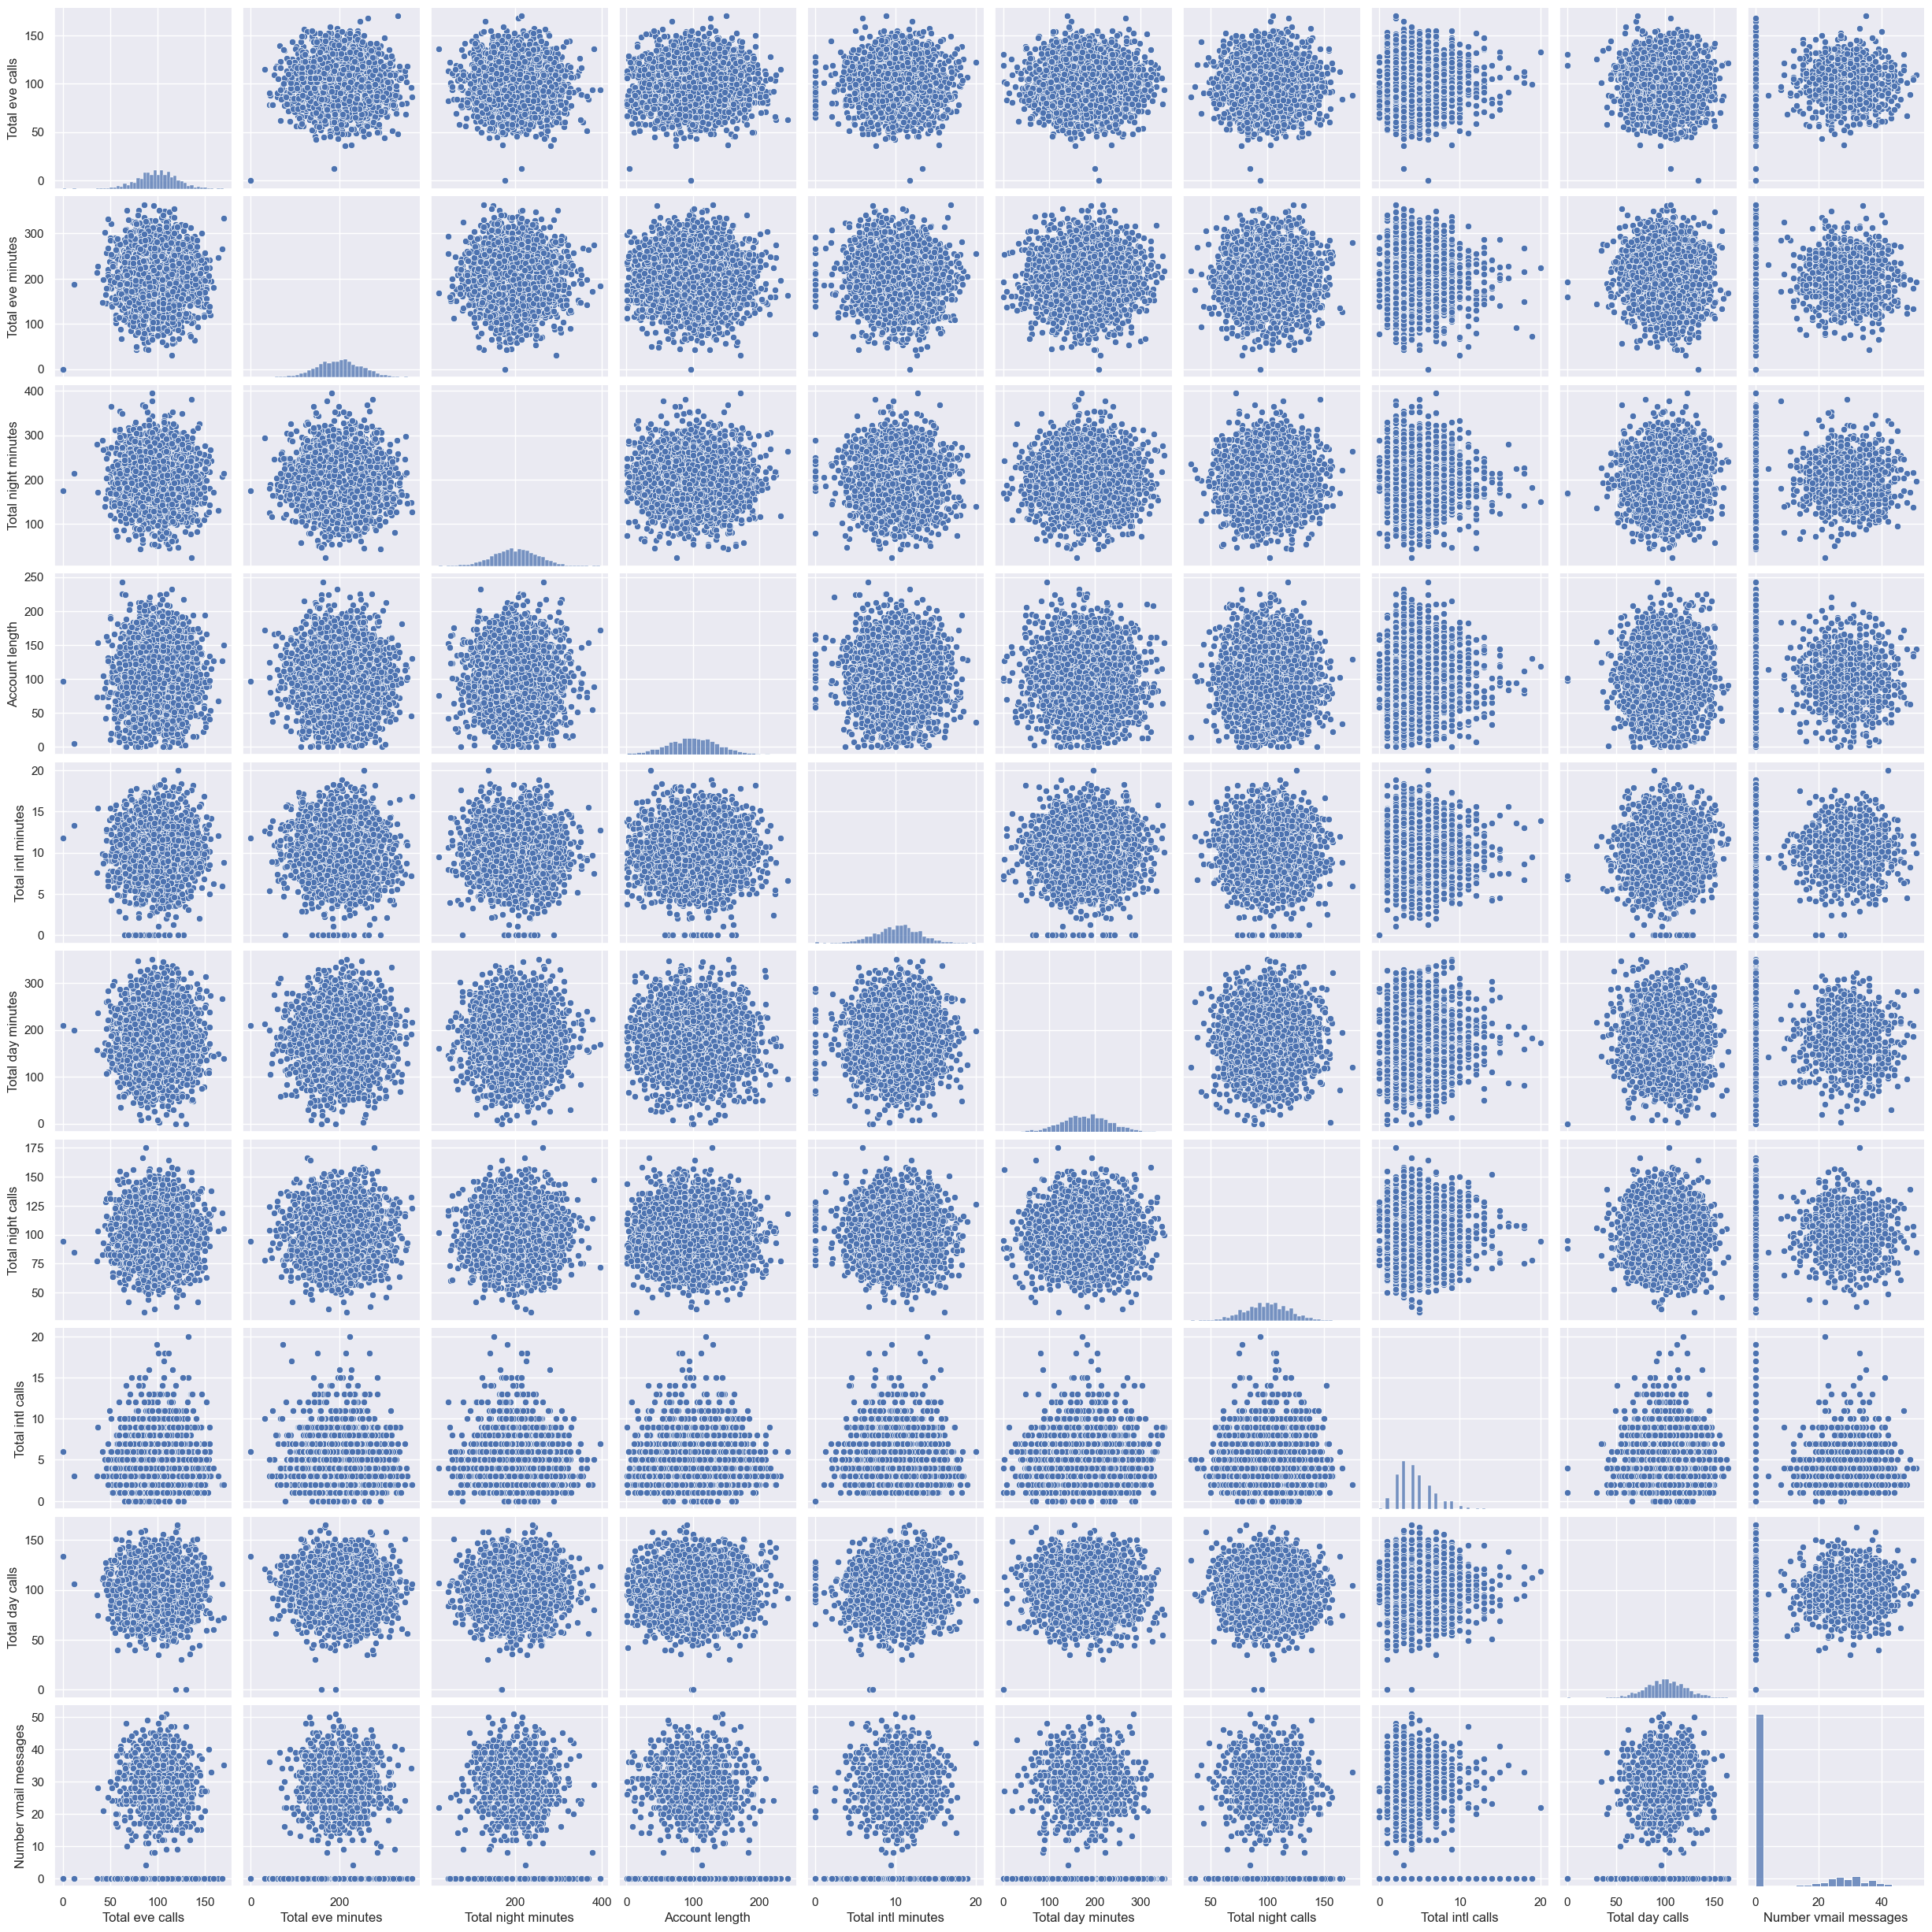 Total eve calls
150
100
50
0
Total eve minutes
300
200
100
0
Total night minutes
400
300
200
100
Account length
250
200
150
100
50
0
Total intl minutes
20
15
10
5
0
Total day minutes
300
200
100
0
Total night calls
175
150
125
100
75
50
Total intl calls
20
15
10
5
0
Total day calls
150
100
50
0
Number vmail messages
50
40
30
20
10
0
0 50 100 150
0 200
200 400
0 100 200
0 10 20
0 100 200 300
50 100 150
0 10 20
0 50 100 150
0 20 40
Total eve calls
Total eve minutes
Total night minutes
Account length
Total intl minutes
Total day minutes
Total night calls
Total intl calls
Total day calls
Number vmail messages